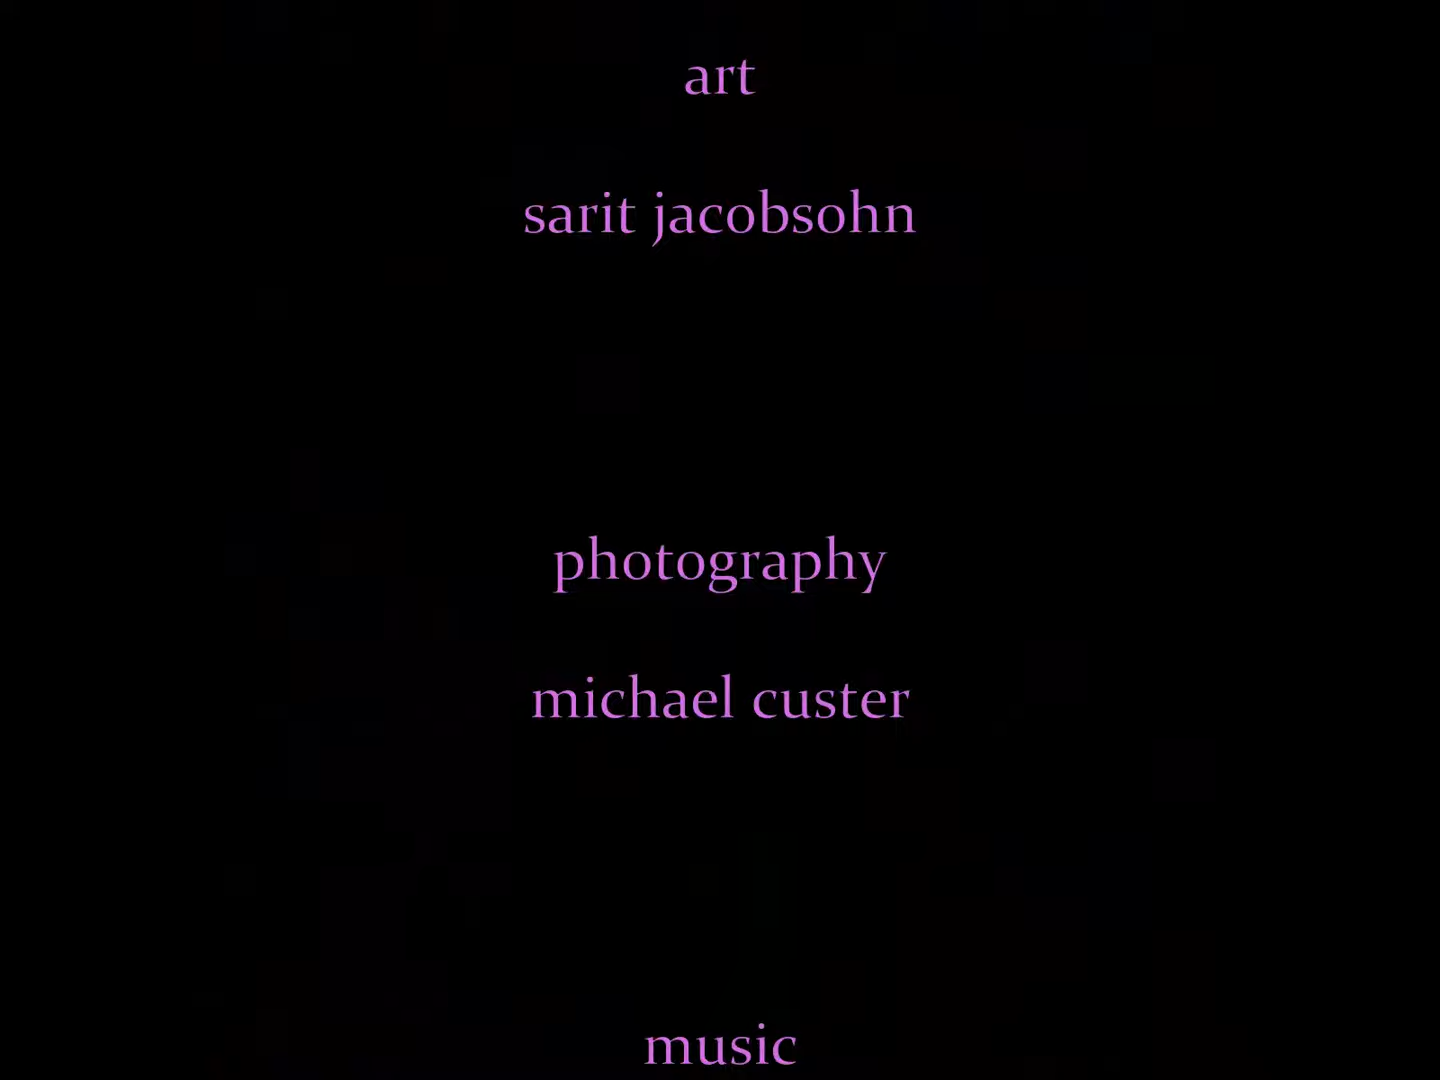 art
sarit jacobsohn
photography
michael custer
music